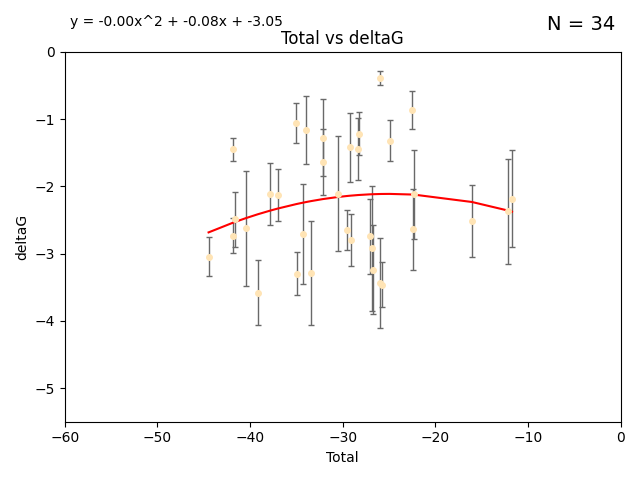 y = -0.00x^2 + -0.08x + -3.05
N = 34
Total vs deltaG
0
−1
−2
−3
−4
−5
deltaG
−60 −50 −40 −30 −20 −10 0
Total